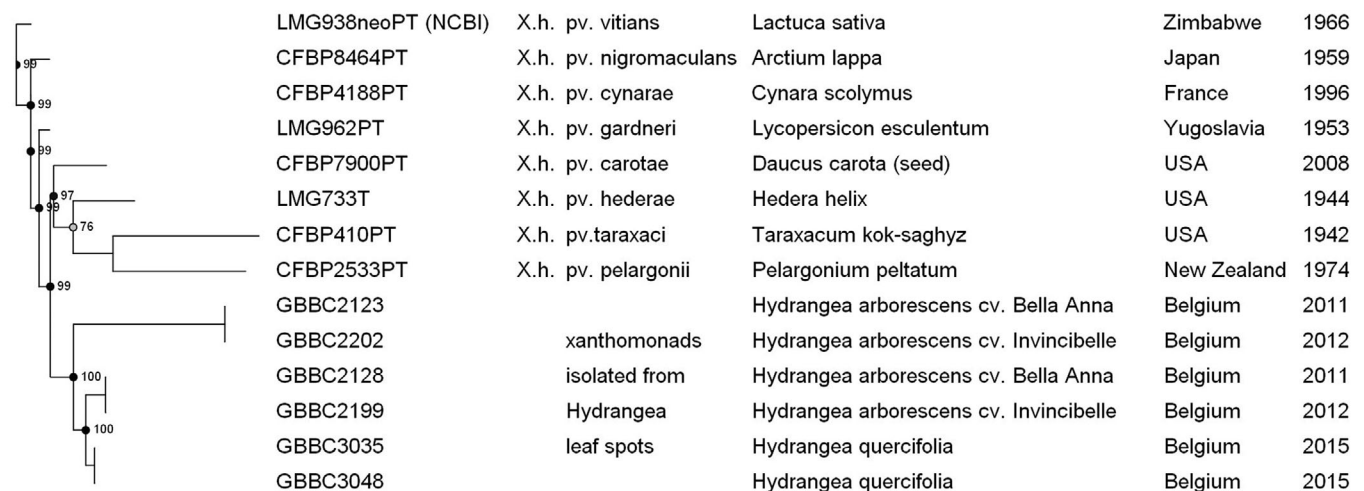 LMG938neoPT (NCBI) X.h. pv. vitians Lactuca sativa Zimbabwe 1966
99
CFBP8464PT X.h. pv. nigromaculans Arctium lappa Japan 1959
99
CFBP4188PT X.h. pv. cynarae Cynara scolymus France 1996
LMG962PT X.h. pv. gardneri Lycopersicon esculentum Yugoslavia 1953
99
CFBP7900PT X.h. pv. carotae Daucus carota (seed) USA 2008
97
LMG733T X.h. pv. hederae Hedera helix USA 1944
99
76
CFBP410PT X.h. pv.taraxaci Taraxacum kok-saghyz USA 1942
CFBP2533PT X.h. pv. pelargonii Pelargonium peltatum New Zealand 1974
99
GBBC2123 Hydrangea arborescens cv. Bella Anna Belgium 2011
GBBC2202 xanthomonads Hydrangea arborescens cv. Invincibelle Belgium 2012
100
GBBC2128 isolated from Hydrangea arborescens cv. Bella Anna Belgium 2011
GBBC2199 Hydrangea Hydrangea arborescens cv. Invincibelle Belgium 2012
100
GBBC3035 leaf spots Hydrangea quercifolia Belgium 2015
GBBC3048 Hydrangea quercifolia Belgium 2015